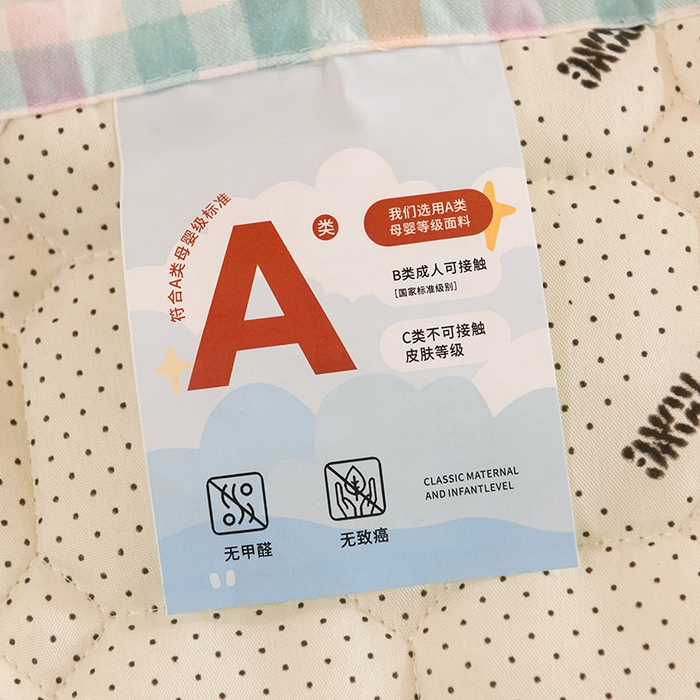 符合A类母婴级标准
A
类
我们选用A类
母婴等级面料
B类成人可接触
[国家标准级别]
C类不可接触
皮肤等级
无甲醛
无致癌
CLASSIC MATERNAL
AND INFANTLEVEL